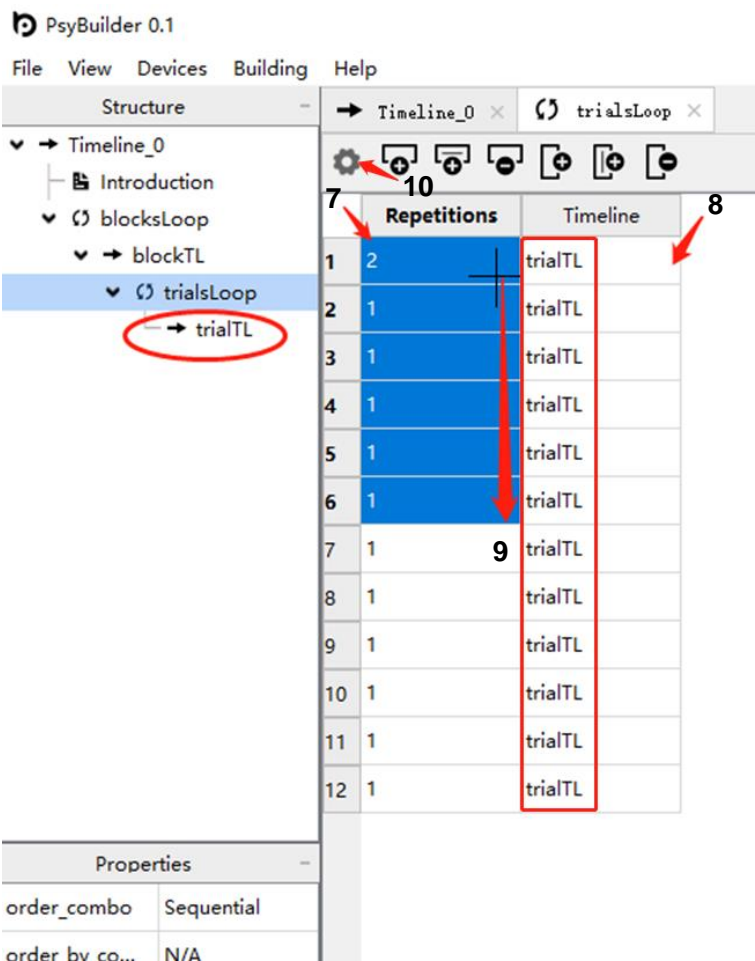 PsyBuilder 0.1
File View Devices Building Help
Structure
Timeline_0
Introduction
blocksLoop
blockTL
trialsLoop
trialTL
Timeline_0 trialsLoop
10
7
8
Repetitions Timeline
1 2 trialTL
2 1 trialTL
3 1 trialTL
4 1 trialTL
5 1 trialTL
6 1 trialTL
7 1 9 trialTL
8 1 trialTL
9 1 trialTL
10 1 trialTL
11 1 trialTL
12 1 trialTL
Properties
order_combo Sequential
order_by_co... N/A